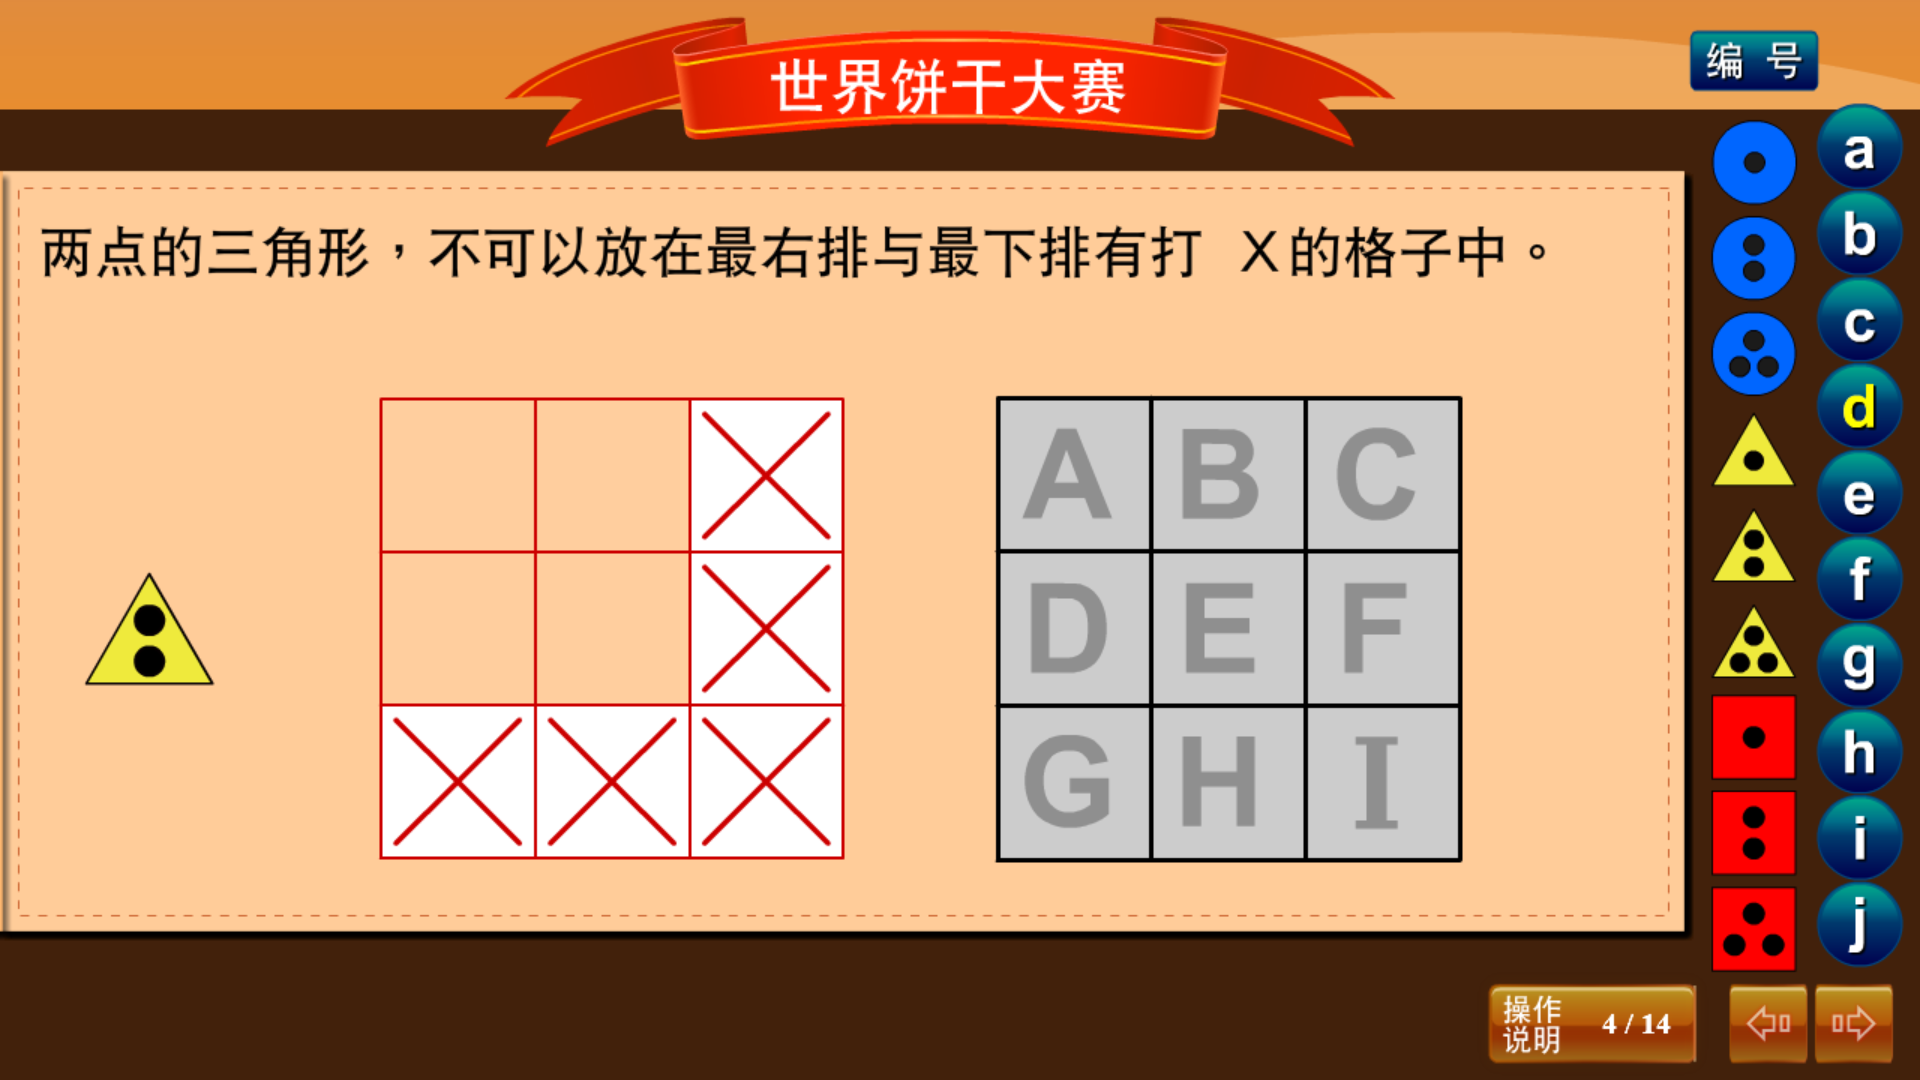 世界饼干大赛
编 号
两点的三角形，不可以放在最右排与最下排有打 X的格子中。
A B C
D E F
G H I
a
b
c
d
e
f
g
h
i
j
操作
说明
4 / 14